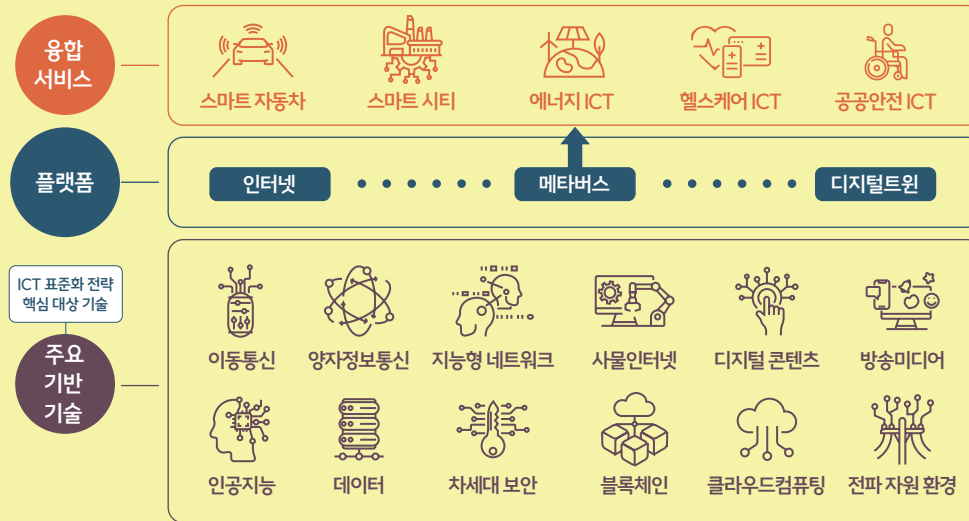 융합
서비스
스마트 자동차
스마트 시티
에너지 ICT
헬스케어 ICT
공공안전 ICT
플랫폼
인터넷
메타버스
디지털트윈
ICT 표준화 전략
핵심 대상 기술
주요
기반
기술
이동통신
양자정보통신
지능형 네트워크
사물인터넷
디지털 콘텐츠
방송미디어
인공지능
데이터
차세대 보안
블록체인
클라우드컴퓨팅
전파 자원 환경